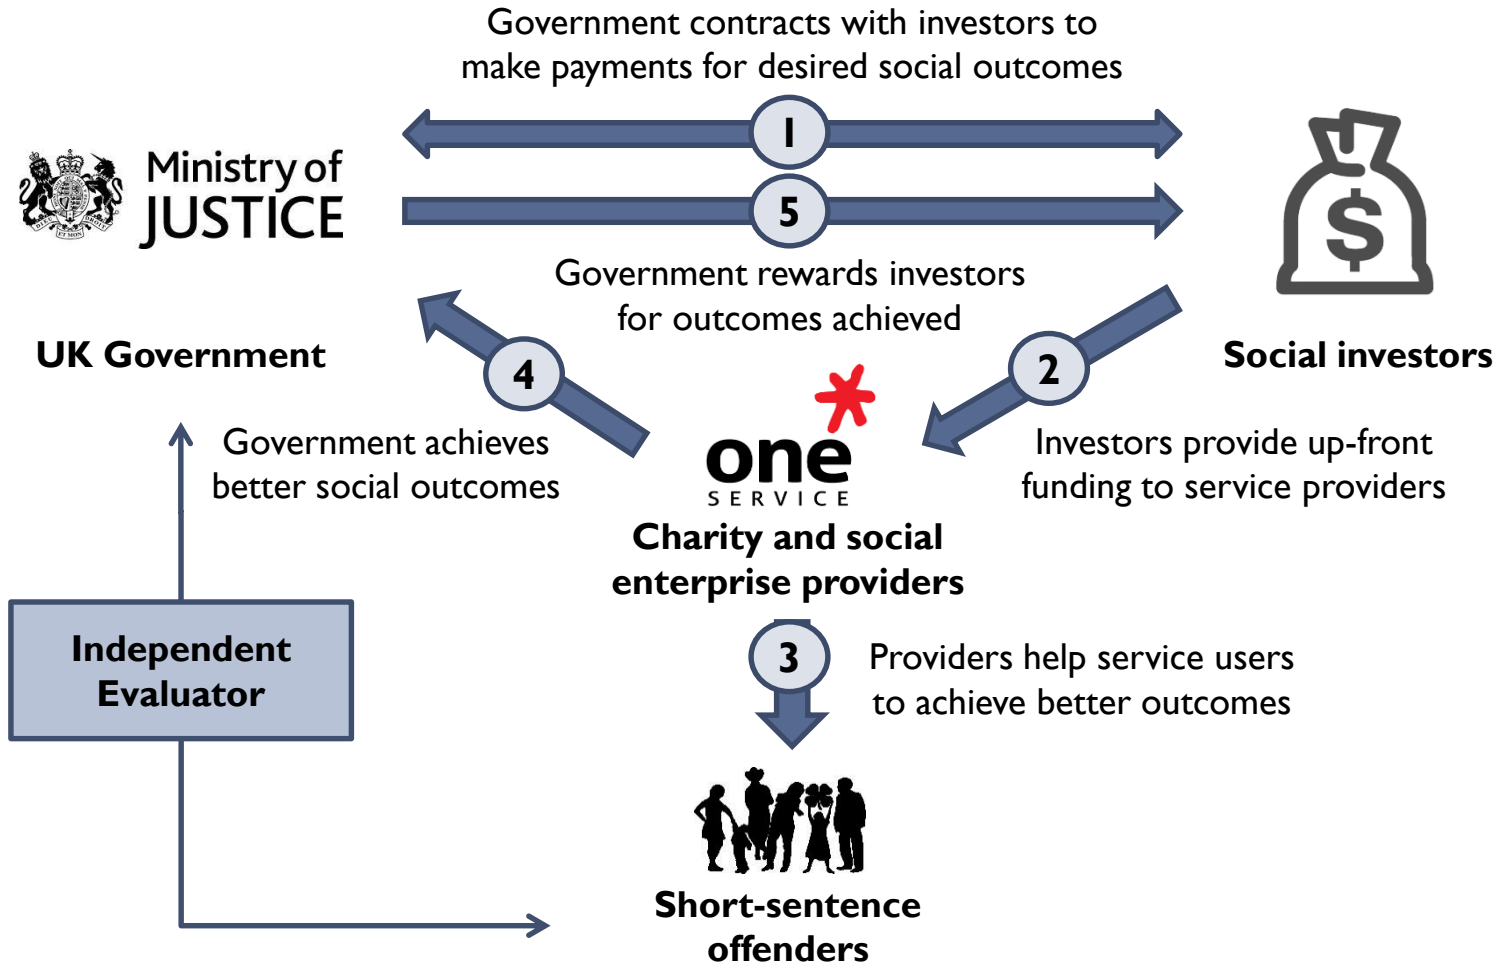 Government contracts with investors to
make payments for desired social outcomes
1
Ministry of
JUSTICE
5
$
Government rewards investors
for outcomes achieved
UK Government
4
2
Social investors
Government achieves
better social outcomes
one
SERVICE
Investors provide up-front
funding to service providers
Charity and social
enterprise providers
Independent
Evaluator
3
Providers help service users
to achieve better outcomes
Short-sentence
offenders